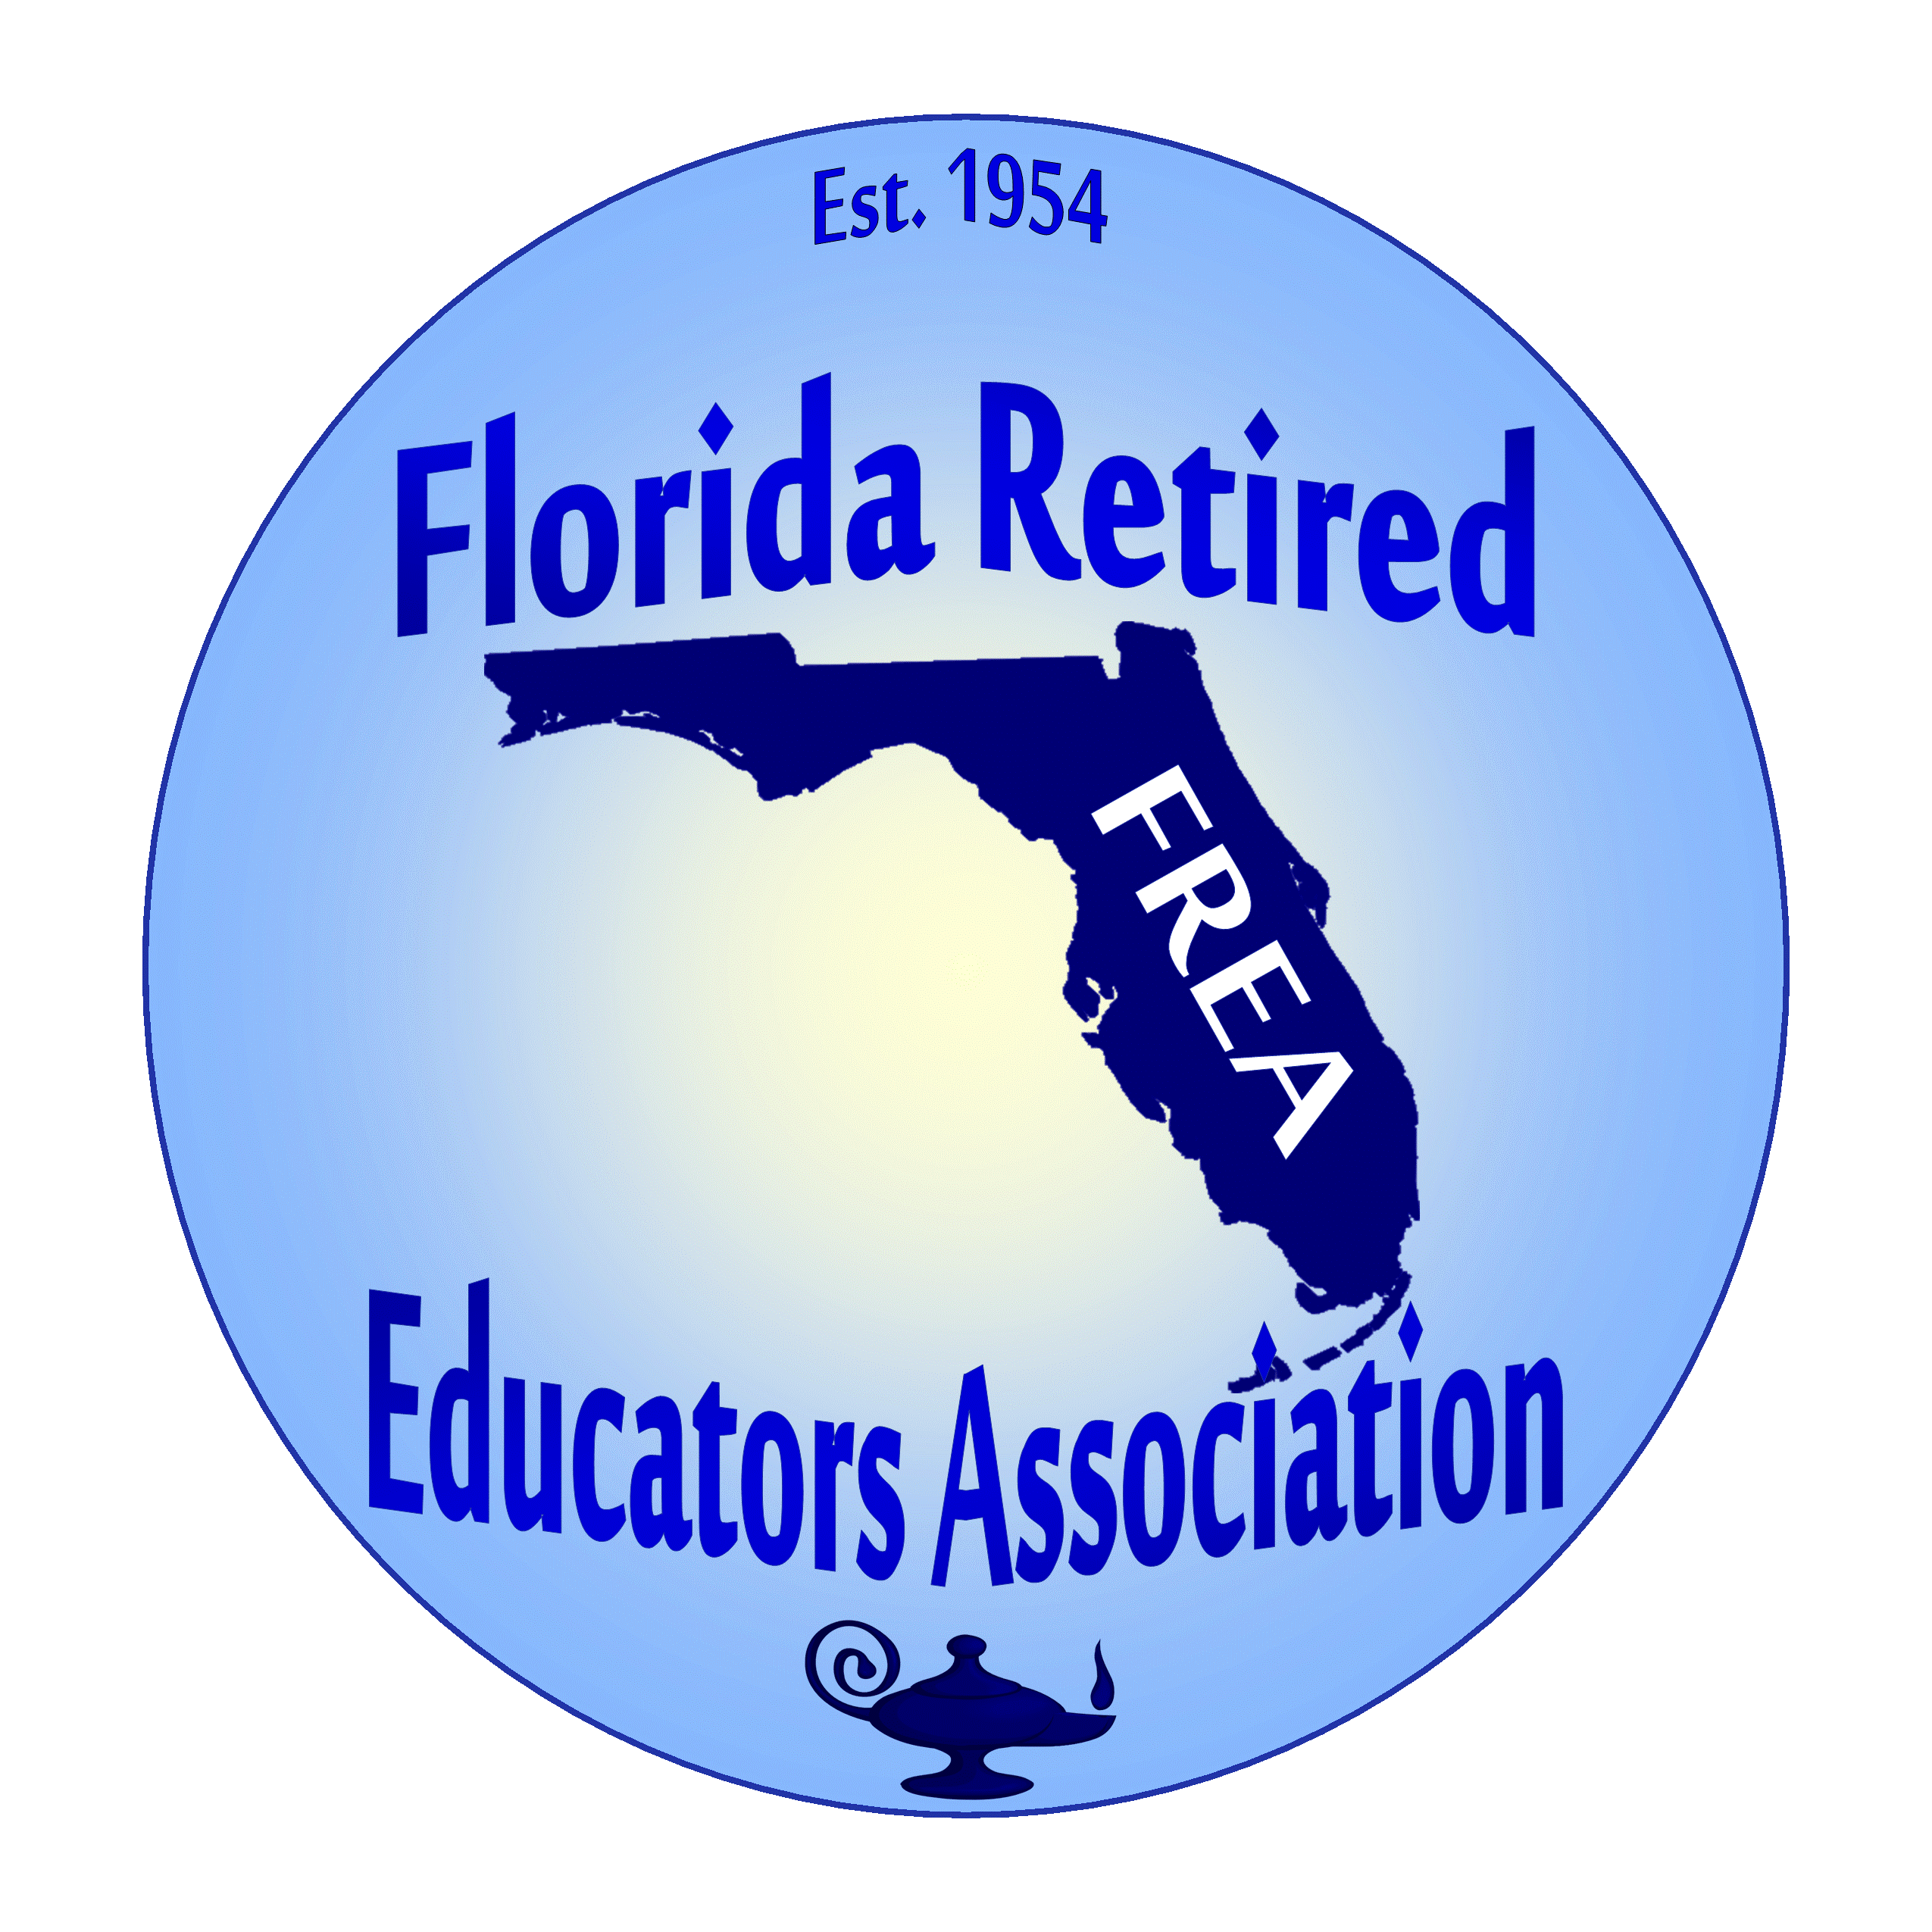 Est. 1954
Florida Retired
FREA
Educators Association